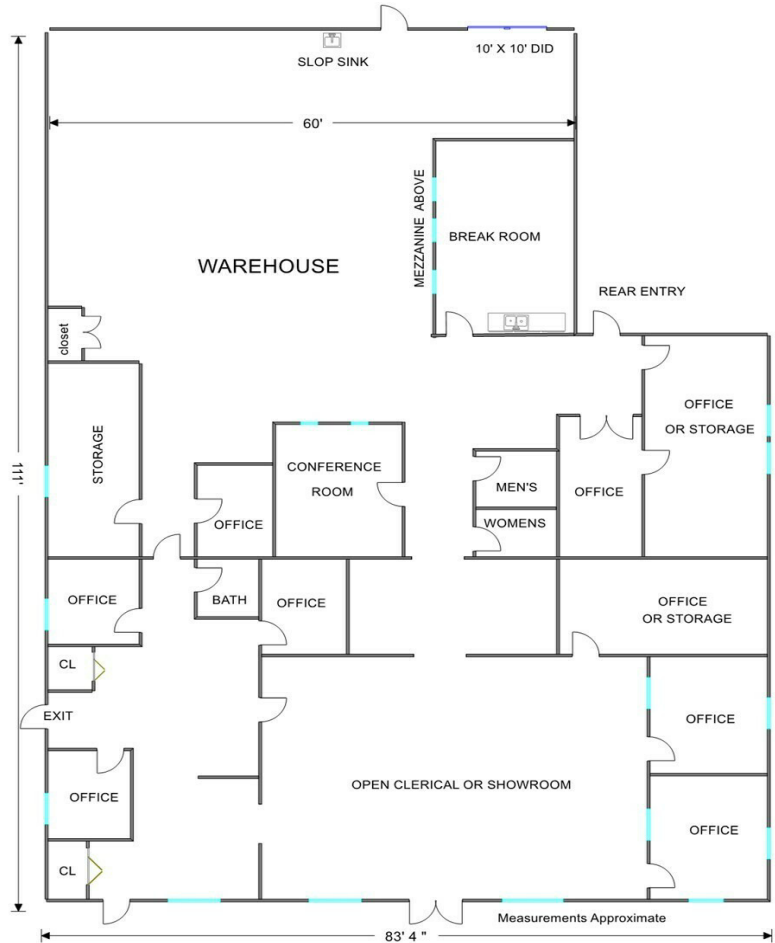 SLOP SINK
10' X 10' DID
60'
MEZZANINE ABOVE
BREAK ROOM
WAREHOUSE
REAR ENTRY
closet
OFFICE
OR STORAGE
STORAGE
CONFERENCE
ROOM
111'
MEN'S
OFFICE
OFFICE
WOMENS
OFFICE
BATH
OFFICE
OFFICE
OR STORAGE
CL
EXIT
OFFICE
OPEN CLERICAL OR SHOWROOM
OFFICE
OFFICE
CL
Measurements Approximate
83' 4 "